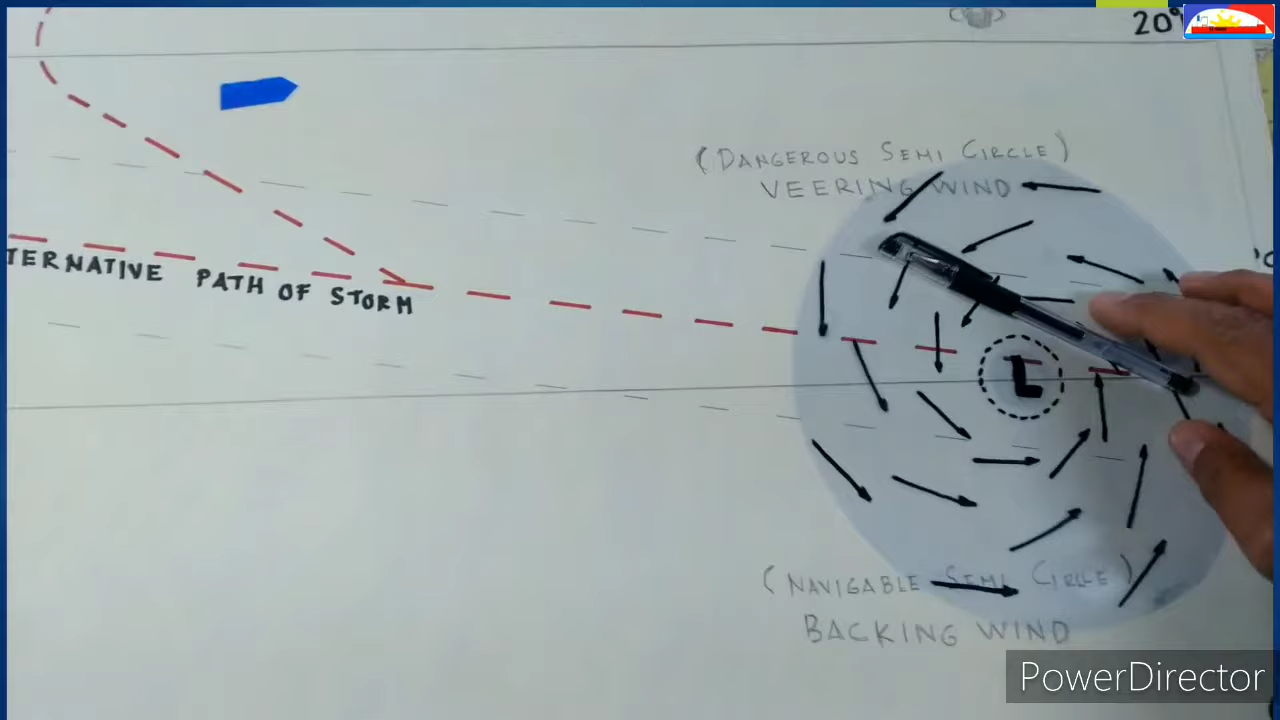 20°
(DANGEROUS SEMI CIRCLE)
VEERING WIND
TERNATIVE PATH OF STORM
L
(NAVIGABLE SEMI CIRCLE)
BACKING WIND
PowerDirector